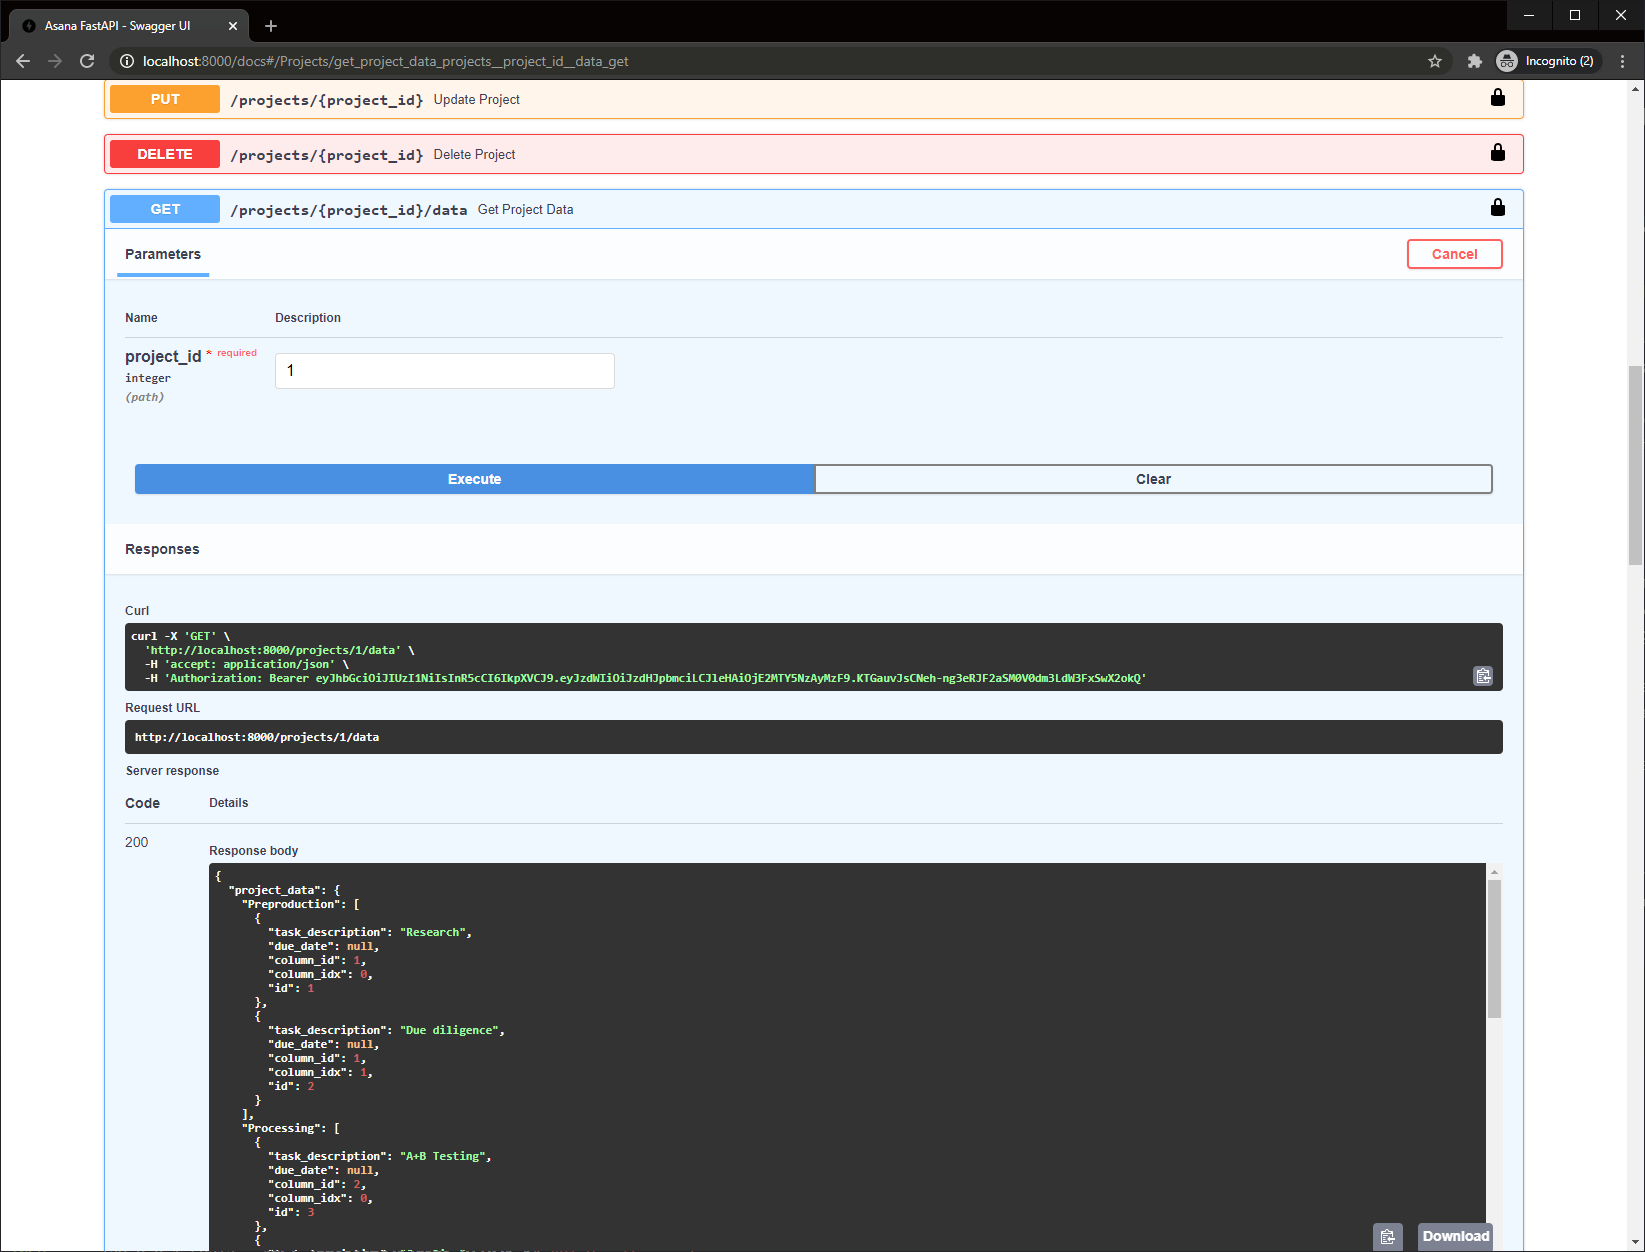 Asana FastAPI - Swagger UI
localhost:8000/docs#/Projects/get_project_data_projects__project_id__data_get
Incognito (2)
PUT /projects/{project_id} Update Project
DELETE /projects/{project_id} Delete Project
GET /projects/{project_id}/data Get Project Data
Parameters
Cancel
Name Description
project_id * required
integer
(path)
1
Execute
Clear
Responses
Curl
curl -X 'GET' \
'http://localhost:8000/projects/1/data' \
-H 'accept: application/json' \
-H 'Authorization: Bearer eyJhbGciOiJIUzI1NiIsInR5cCI6IkpXVCJ9.eyJzdWIiOiJzdHJpbmciLCJleHAiOjE2MTY5NzAyMzF9.KTGauvJsCNeh-ng3eRJF2aSM0V0dm3LdW3FxSwX2okQ'
Request URL
http://localhost:8000/projects/1/data
Server response
Code Details
200
Response body
{
"project_data": {
"Preproduction": [
{
"task_description": "Research",
"due_date": null,
"column_id": 1,
"column_idx": 0,
"id": 1
},
{
"task_description": "Due diligence",
"due_date": null,
"column_id": 1,
"column_idx": 1,
"id": 2
}
],
"Processing": [
{
"task_description": "A+B Testing",
"due_date": null,
"column_id": 2,
"column_idx": 0,
"id": 3
},
{
Download